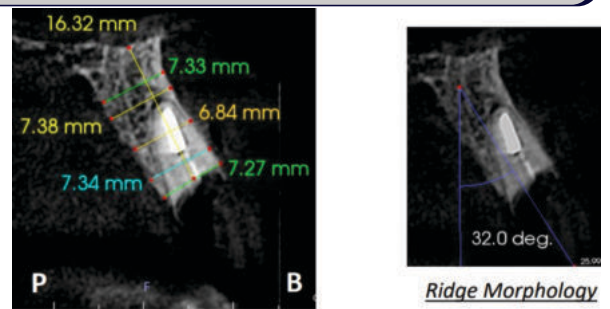 16.32 mm
7.33 mm
7.38 mm
6.84 mm
7.34 mm
7.27 mm
P
F
B
32.0 deg.
Ridge Morphology